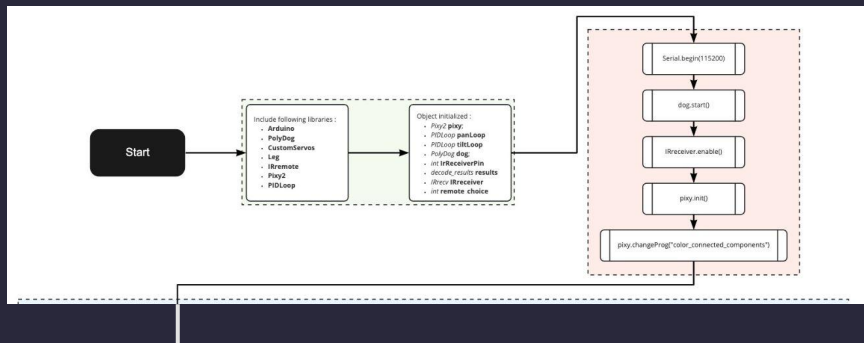 Start
Include following libraries :
• Arduino
• PolyDog
• CustomServos
• Leg
• IRremote
• Pixy2
• PIDLoop
Object initialized :
• Pixy2 pixy;
• PIDLoop panLoop
• PIDLoop tiltLoop
• PolyDog dog;
• int IrReceiverPin
• decode_results results
• IRrecv IRreceiver
• int remote choice
Serial.begin(115200)
dog.start()
IRreceiver.enable()
pixy.init()
pixy.changeProg("color_connected_components")